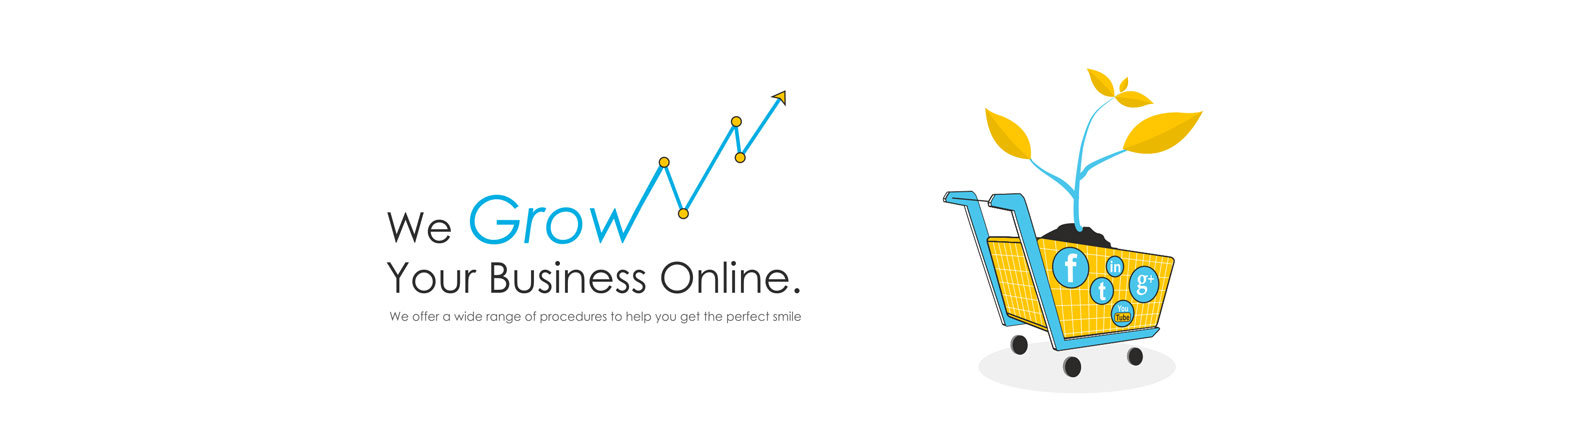 We Grow
Your Business Online.
We offer a wide range of procedures to help you get the perfect smile
f
in
t
g+
You
Tube